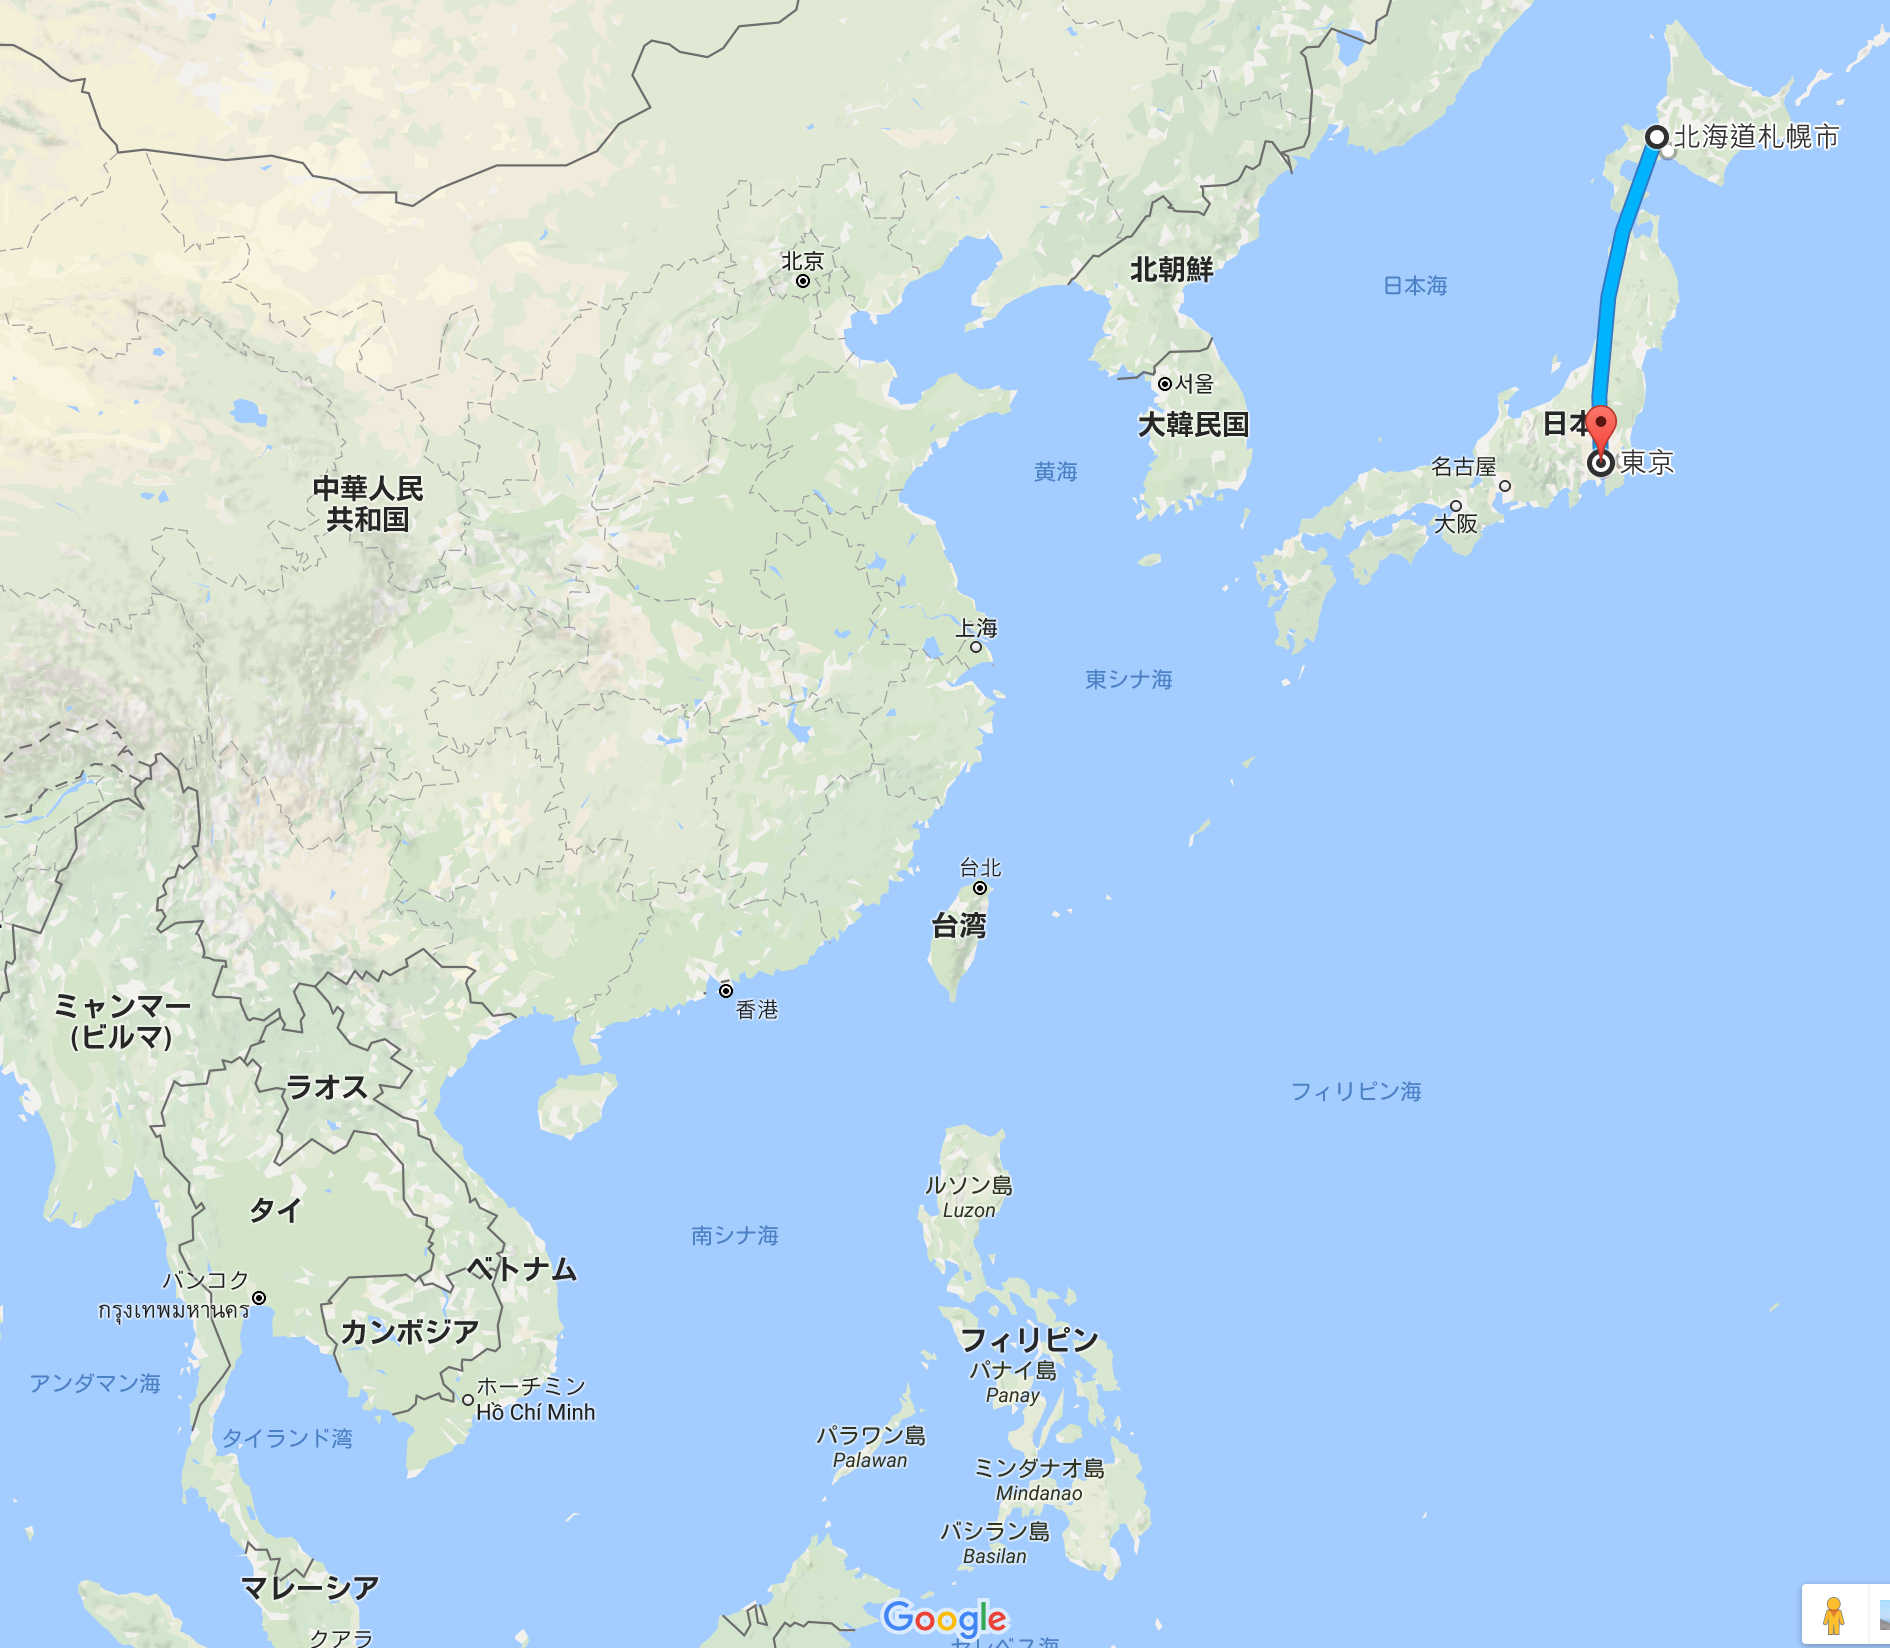 北海道札幌市
北京
北朝鮮
日本海
서울
大韓民国
日本
東京
名古屋
大阪
黄海
中華人民
共和国
上海
東シナ海
台北
台湾
香港
ミャンマー
(ビルマ)
ラオス
フィリピン海
ルソン島
Luzon
タイ
南シナ海
ベトナム
バンコク
กรุงเทพมหานคร
カンボジア
フィリピン
パナイ島
Panay
アンダマン海
ホーチミン
Hồ Chí Minh
タイランド湾
パラワン島
Palawan
ミンダナオ島
Mindanao
バシラン島
Basilan
マレーシア
クアラ
Google
セレベス海